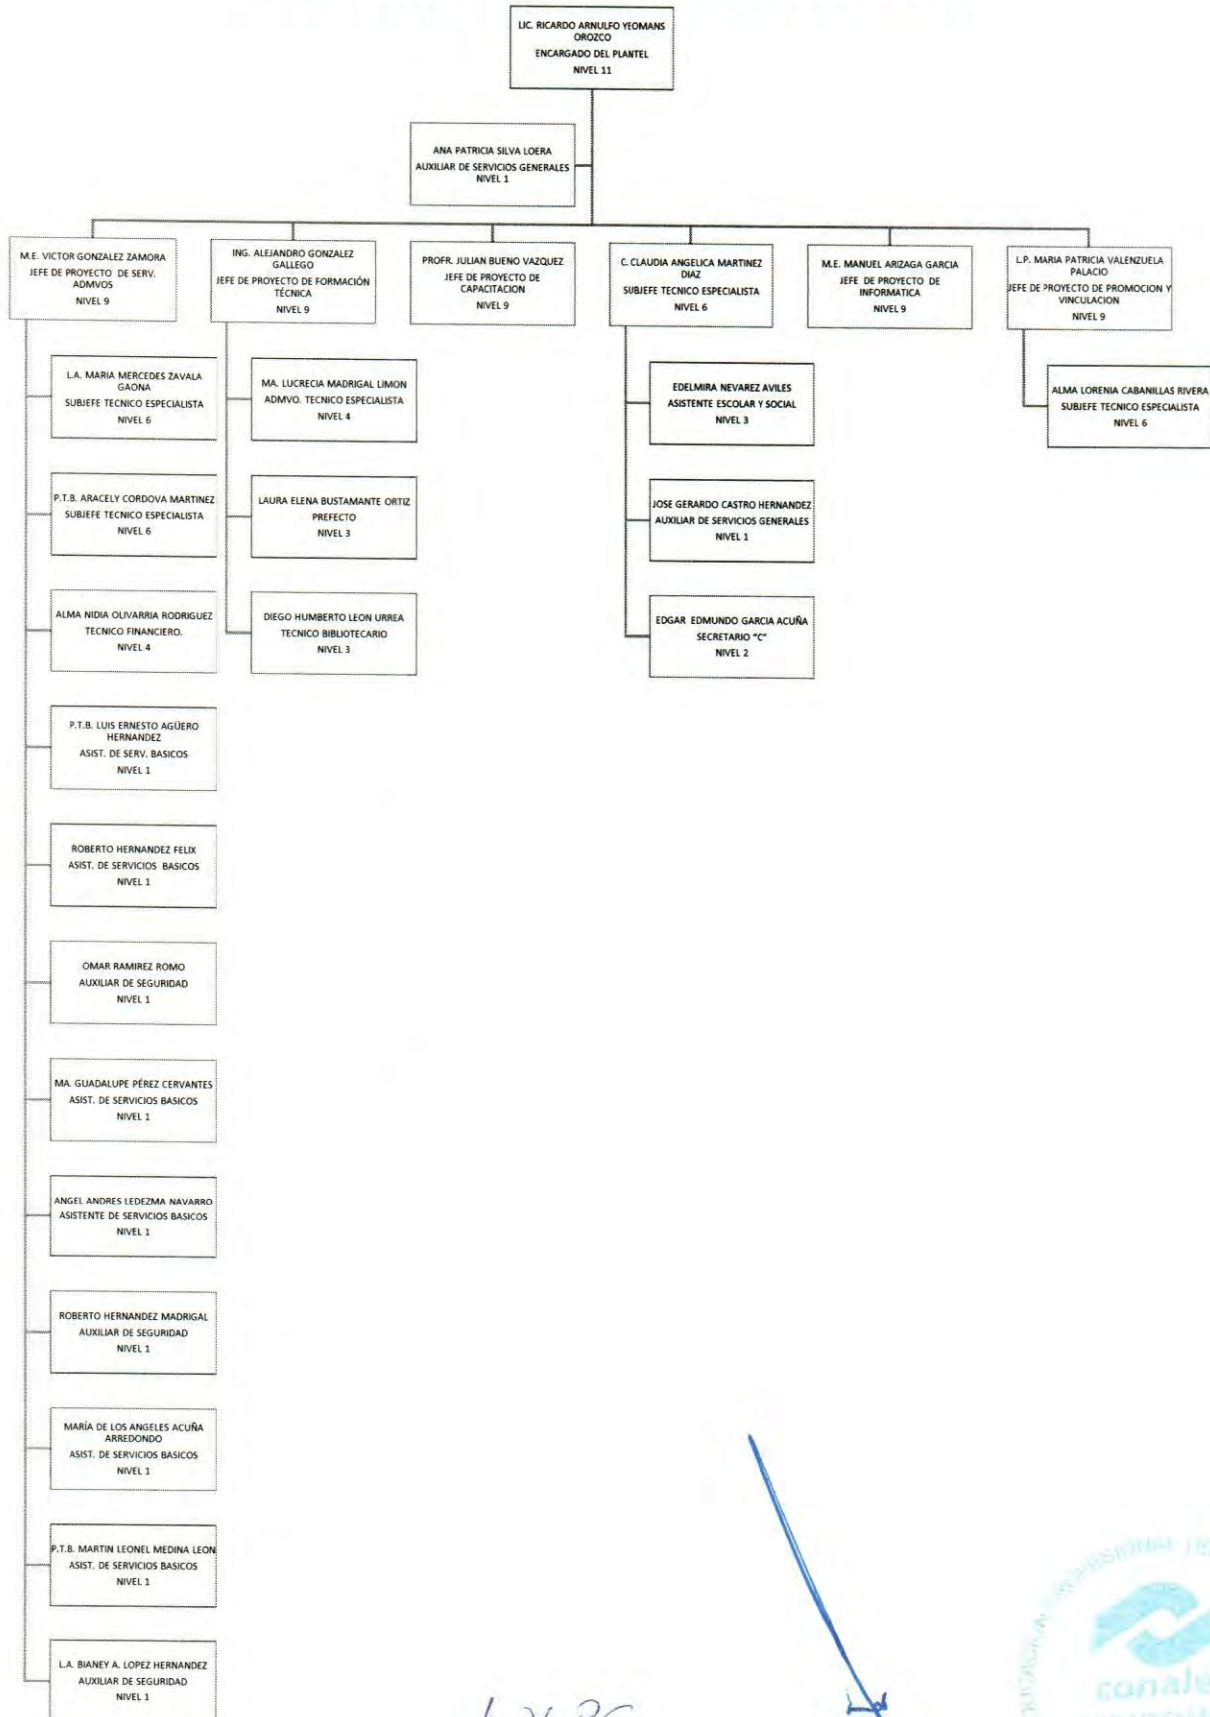 LIC. RICARDO ARNULFO YEOMANS
OROZCO
ENCARGADO DEL PLANTEL
NIVEL 11
ANA PATRICIA SILVA LOERA
AUXILIAR DE SERVICIOS GENERALES
NIVEL 1
M.E. VICTOR GONZALEZ ZAMORA
JEFE DE PROYECTO DE SERV.
ADMVOS
NIVEL 9
ING. ALEJANDRO GONZALEZ
GALLEGO
JEFE DE PROYECTO DE FORMACIÓN
TÉCNICA
NIVEL 9
PROFR. JULIAN BUENO VAZQUEZ
JEFE DE PROYECTO DE
CAPACITACION
NIVEL 9
C. CLAUDIA ANGELICA MARTINEZ
DIAZ
SUBJEFE TECNICO ESPECIALISTA
NIVEL 6
M.E. MANUEL ARIZAGA GARCIA
JEFE DE PROYECTO DE
INFORMATICA
NIVEL 9
L.P. MARIA PATRICIA VALENZUELA
PALACIO
JEFE DE PROYECTO DE PROMOCION Y
VINCULACION
NIVEL 9
L.A. MARIA MERCEDES ZAVALA
GAONA
SUBJEFE TECNICO ESPECIALISTA
NIVEL 6
P.T.B. ARACELY CORDOVA MARTINEZ
SUBJEFE TECNICO ESPECIALISTA
NIVEL 6
ALMA NIDIA OLIVARRIA RODRIGUEZ
TECNICO FINANCIERO.
NIVEL 4
P.T.B. LUIS ERNESTO AGÜERO
HERNANDEZ
ASIST. DE SERV. BASICOS
NIVEL 1
ROBERTO HERNANDEZ FELIX
ASIST. DE SERVICIOS BASICOS
NIVEL 1
OMAR RAMIREZ ROMO
AUXILIAR DE SEGURIDAD
NIVEL 1
MA. GUADALUPE PÉREZ CERVANTES
ASIST. DE SERVICIOS BASICOS
NIVEL 1
ANGEL ANDRES LEDEZMA NAVARRO
ASISTENTE DE SERVICIOS BASICOS
NIVEL 1
ROBERTO HERNANDEZ MADRIGAL
AUXILIAR DE SEGURIDAD
NIVEL 1
MARÍA DE LOS ANGELES ACUÑA
ARREDONDO
ASIST. DE SERVICIOS BASICOS
NIVEL 1
P.T.B. MARTIN LEONEL MEDINA LEON
ASIST. DE SERVICIOS BASICOS
NIVEL 1
L.A. BIANEY A. LOPEZ HERNANDEZ
AUXILIAR DE SEGURIDAD
NIVEL 1
MA. LUCRECIA MADRIGAL LIMON
ADMVO. TECNICO ESPECIALISTA
NIVEL 4
LAURA ELENA BUSTAMANTE ORTIZ
PREFECTO
NIVEL 3
DIEGO HUMBERTO LEON URREA
TECNICO BIBLIOTECARIO
NIVEL 3
EDELMIRA NEVAREZ AVILES
ASISTENTE ESCOLAR Y SOCIAL
NIVEL 3
JOSE GERARDO CASTRO HERNANDEZ
AUXILIAR DE SERVICIOS GENERALES
NIVEL 1
EDGAR EDMUNDO GARCIA ACUÑA
SECRETARIO "C"
NIVEL 2
ALMA LORENIA CABANILLAS RIVERA
SUBJEFE TECNICO ESPECIALISTA
NIVEL 6
conale